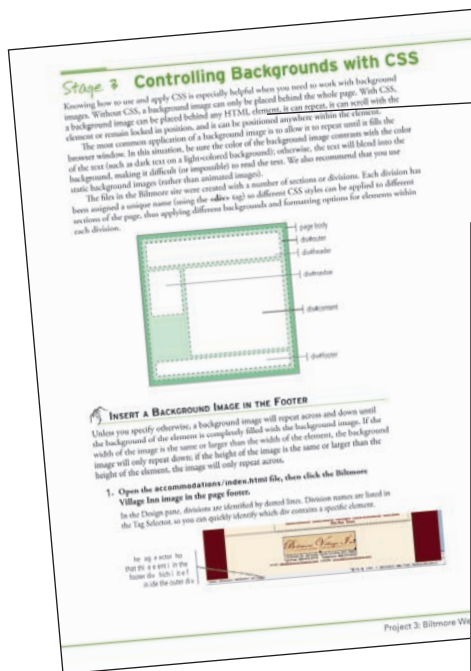 Stage 3 Controlling Backgrounds with CSS
Knowing how to use and apply CSS is especially helpful when you need to work with background
images. Without CSS, a background image can only be placed behind the whole page. With CSS,
a background image can be placed behind any HTML element, it can repeat, it can scroll with the
element or remain locked in position, and it can be positioned anywhere within the element.
The most common application of a background image is to allow it to repeat until it fills the
browser window. In this situation, be sure the color of the background image contrasts with the color
of the text (such as dark text on a light-colored background); otherwise, the text will blend into the
background, making it difficult (or impossible) to read the text. We also recommend that you use
static background images (rather than animated images).
The files in the Biltmore site were created with a number of sections or divisions. Each division has
been assigned a unique name (using the <div> tag) so different CSS styles can be applied to different
sections of the page, thus applying different backgrounds and formatting options for elements within
each division.
page body
div#outer
div#header
div#navbar
div#content
div#footer
INSERT A BACKGROUND IMAGE IN THE FOOTER
Unless you specify otherwise, a background image will repeat across and down until
the background of the element is completely filled with the background image. If the
width of the image is the same or larger than the width of the element, the background
image will only repeat down; if the height of the image is the same or larger than the
height of the element, the image will only repeat across.
1. Open the accommodations/index.html file, then click the Biltmore
Village Inn image in the page footer.
In the Design pane, divisions are identified by dotted lines. Division names are listed in
the Tag Selector, so you can quickly identify which div contains a specific element.
Biltmore Village Inn
in the
the outer div
Project 3: Biltmore We